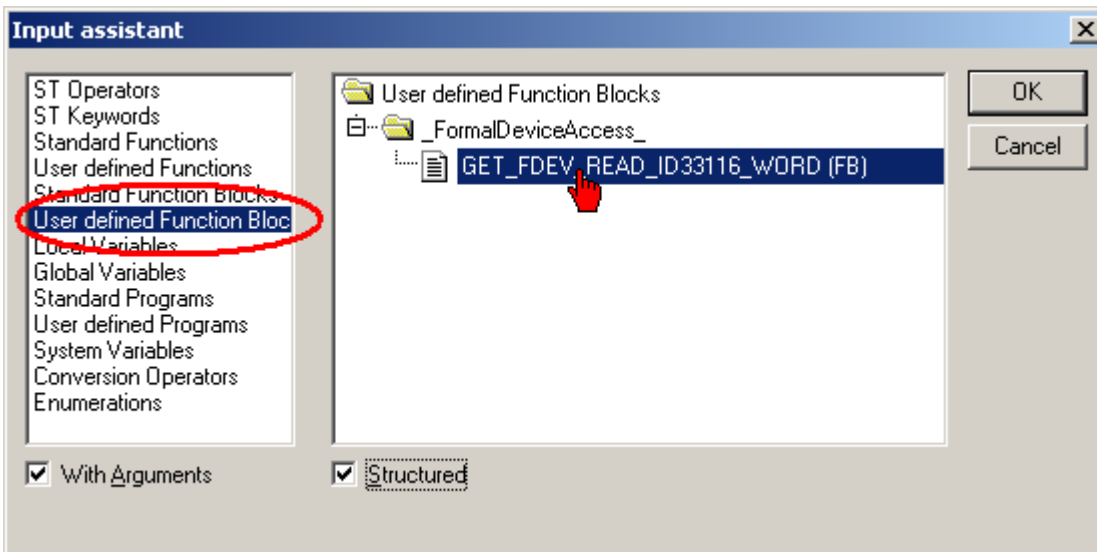 Input assistant
ST Operators
ST Keywords
Standard Functions
User defined Functions
Standard Function Blocks
User defined Function Bloc
Local Variables
Global Variables
Standard Programs
User defined Programs
System Variables
Conversion Operators
Enumerations
With Arguments
User defined Function Blocks
_FormalDeviceAccess_
GET_FDEV_READ_ID33116_WORD (FB)
Structured
OK
Cancel